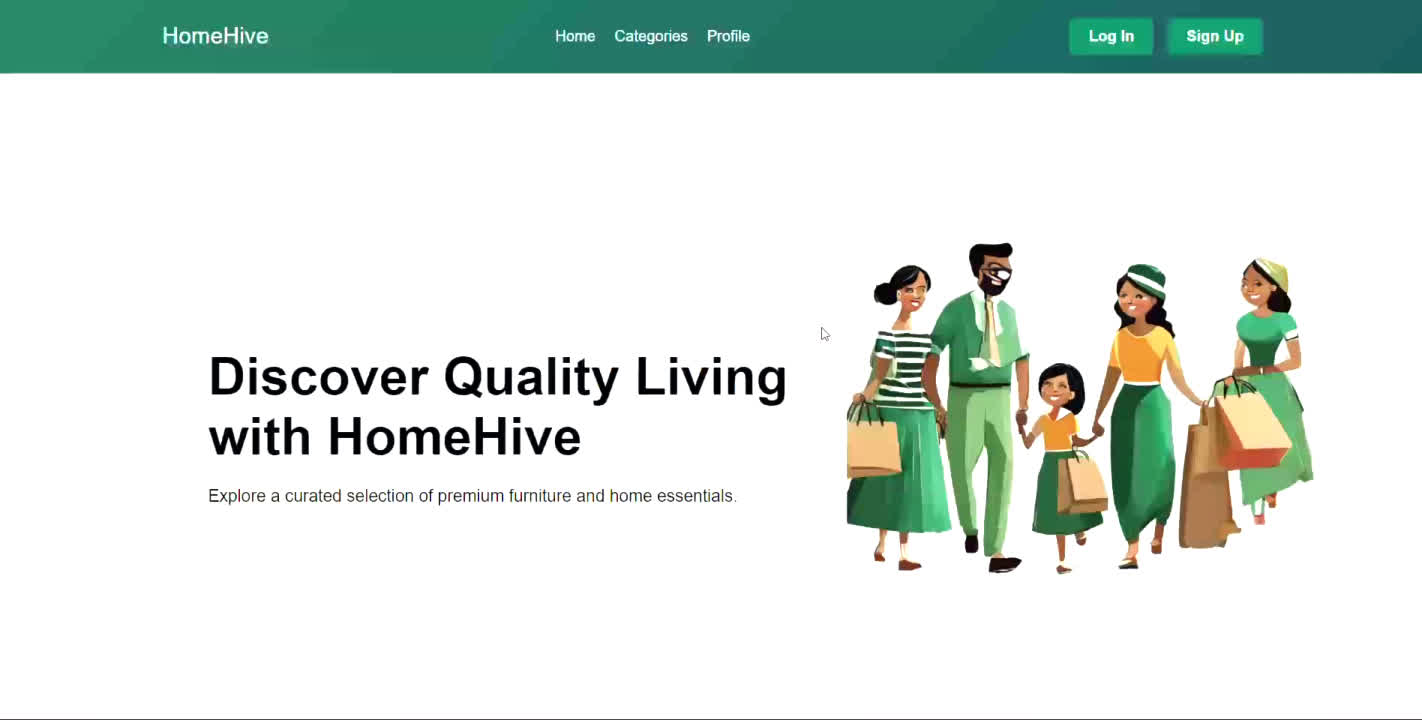 HomeHive
Home Categories Profile
Log In Sign Up
Discover Quality Living
with HomeHive
Explore a curated selection of premium furniture and home essentials.